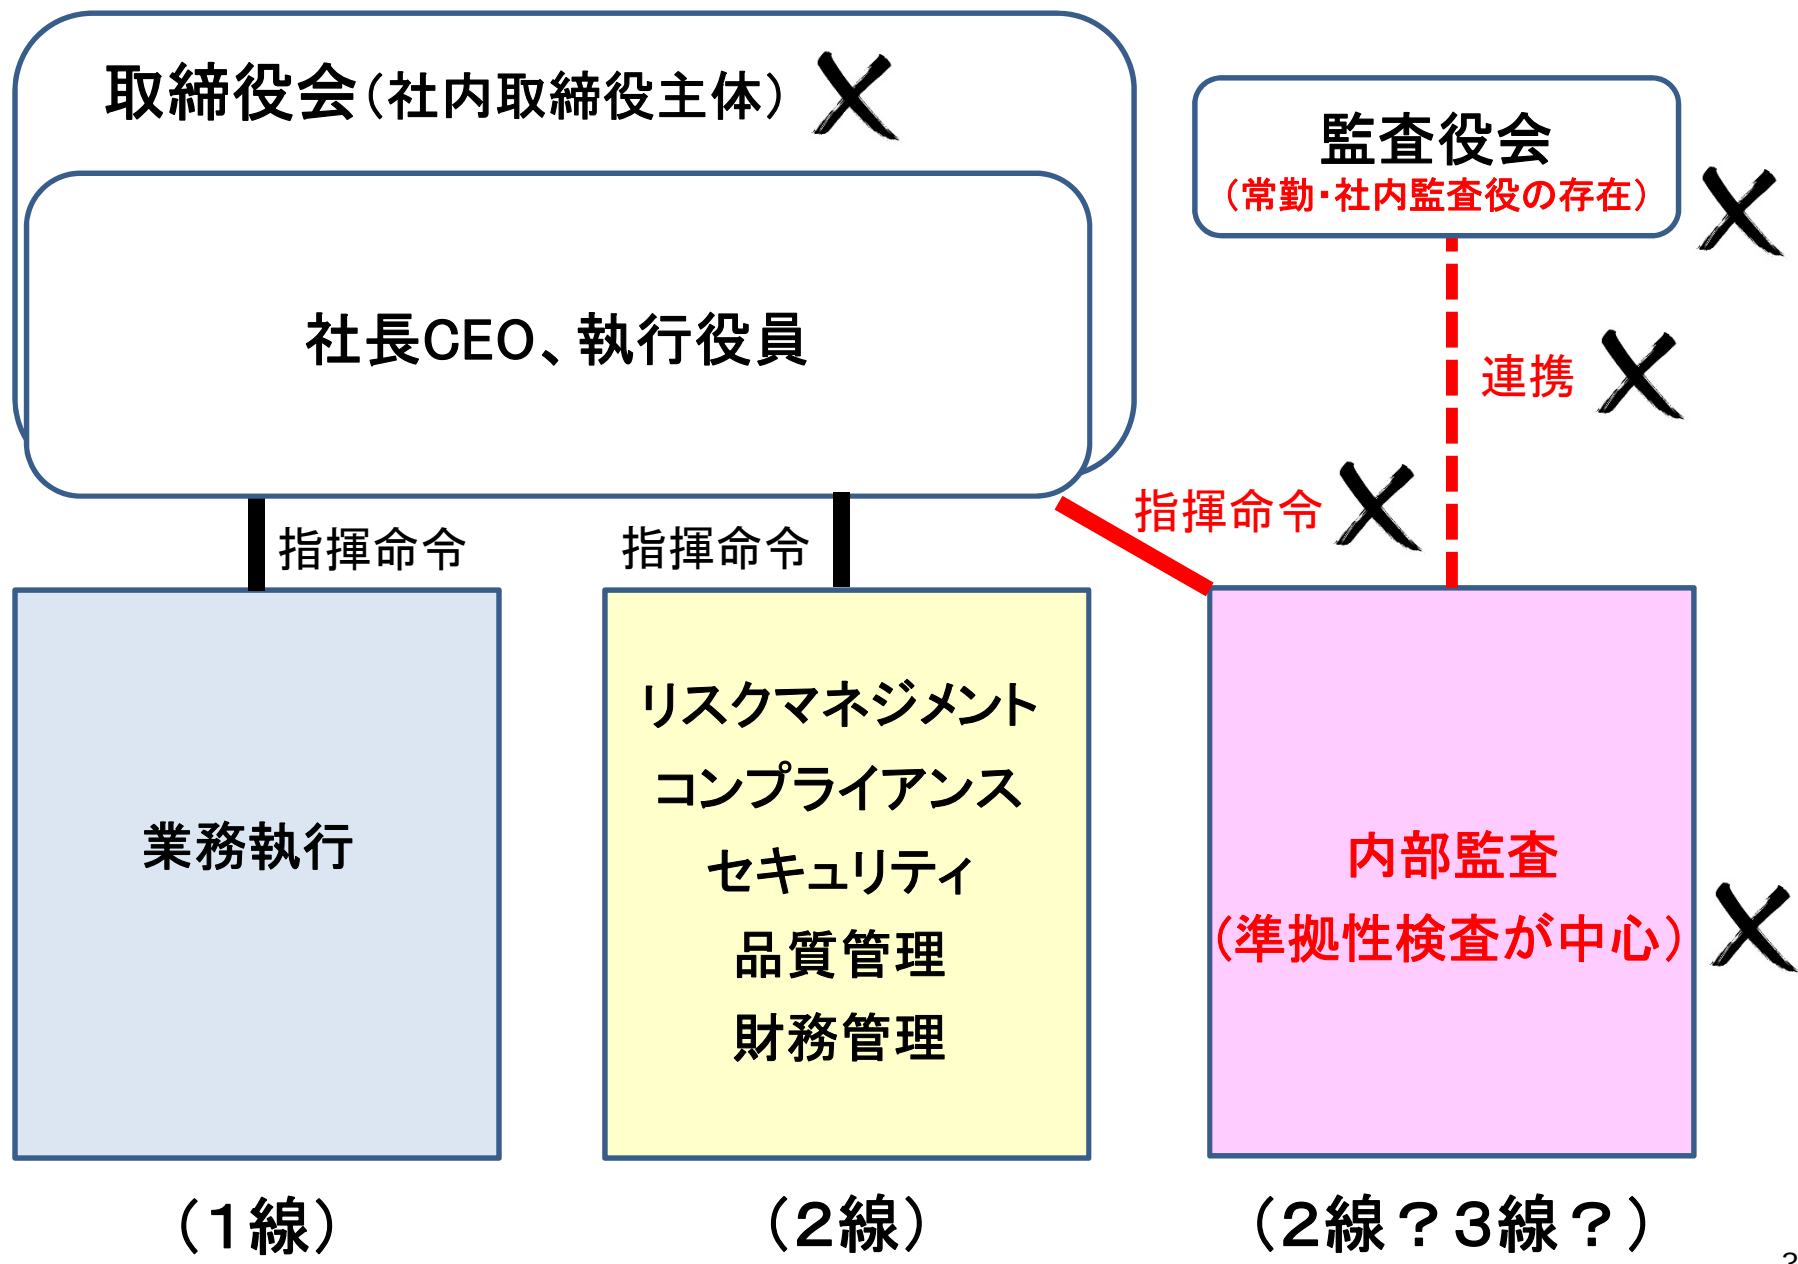 取締役会（社内取締役主体）
監査役会
（常勤・社内監査役の存在）
社長CEO、執行役員
連携
指揮命令
指揮命令
指揮命令
業務執行
リスクマネジメント
コンプライアンス
セキュリティ
品質管理
財務管理
内部監査
（準拠性検査が中心）
（１線）
（２線）
（２線？３線？）